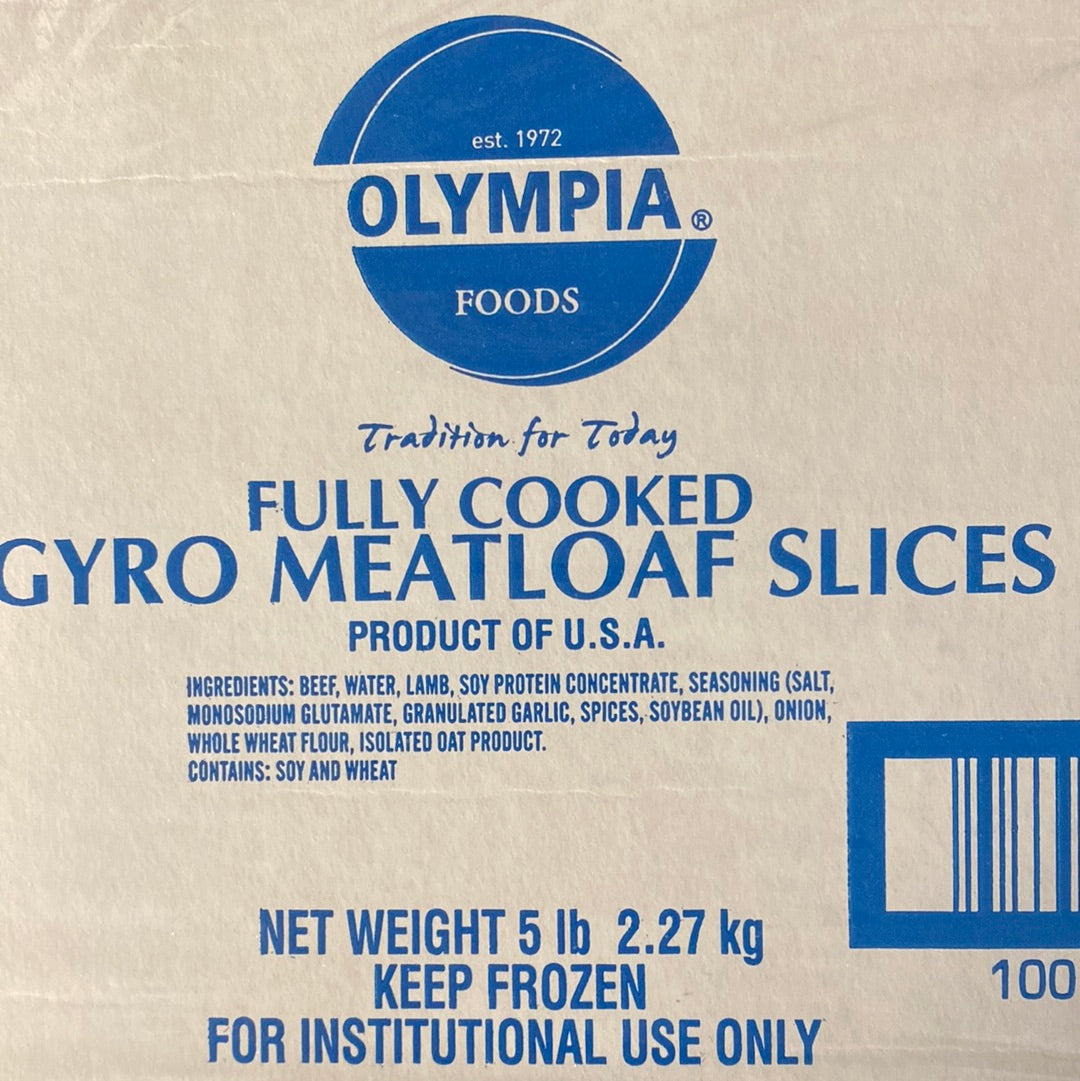 est. 1972
OLYMPIA®
FOODS
Tradition for Today
FULLY COOKED
GYRO MEATLOAF SLICES
PRODUCT OF U.S.A.
INGREDIENTS: BEEF, WATER, LAMB, SOY PROTEIN CONCENTRATE, SEASONING (SALT,
MONOSODIUM GLUTAMATE, GRANULATED GARLIC, SPICES, SOYBEAN OIL), ONION,
WHOLE WHEAT FLOUR, ISOLATED OAT PRODUCT.
CONTAINS: SOY AND WHEAT
NET WEIGHT 5 lb 2.27 kg
KEEP FROZEN
FOR INSTITUTIONAL USE ONLY
100